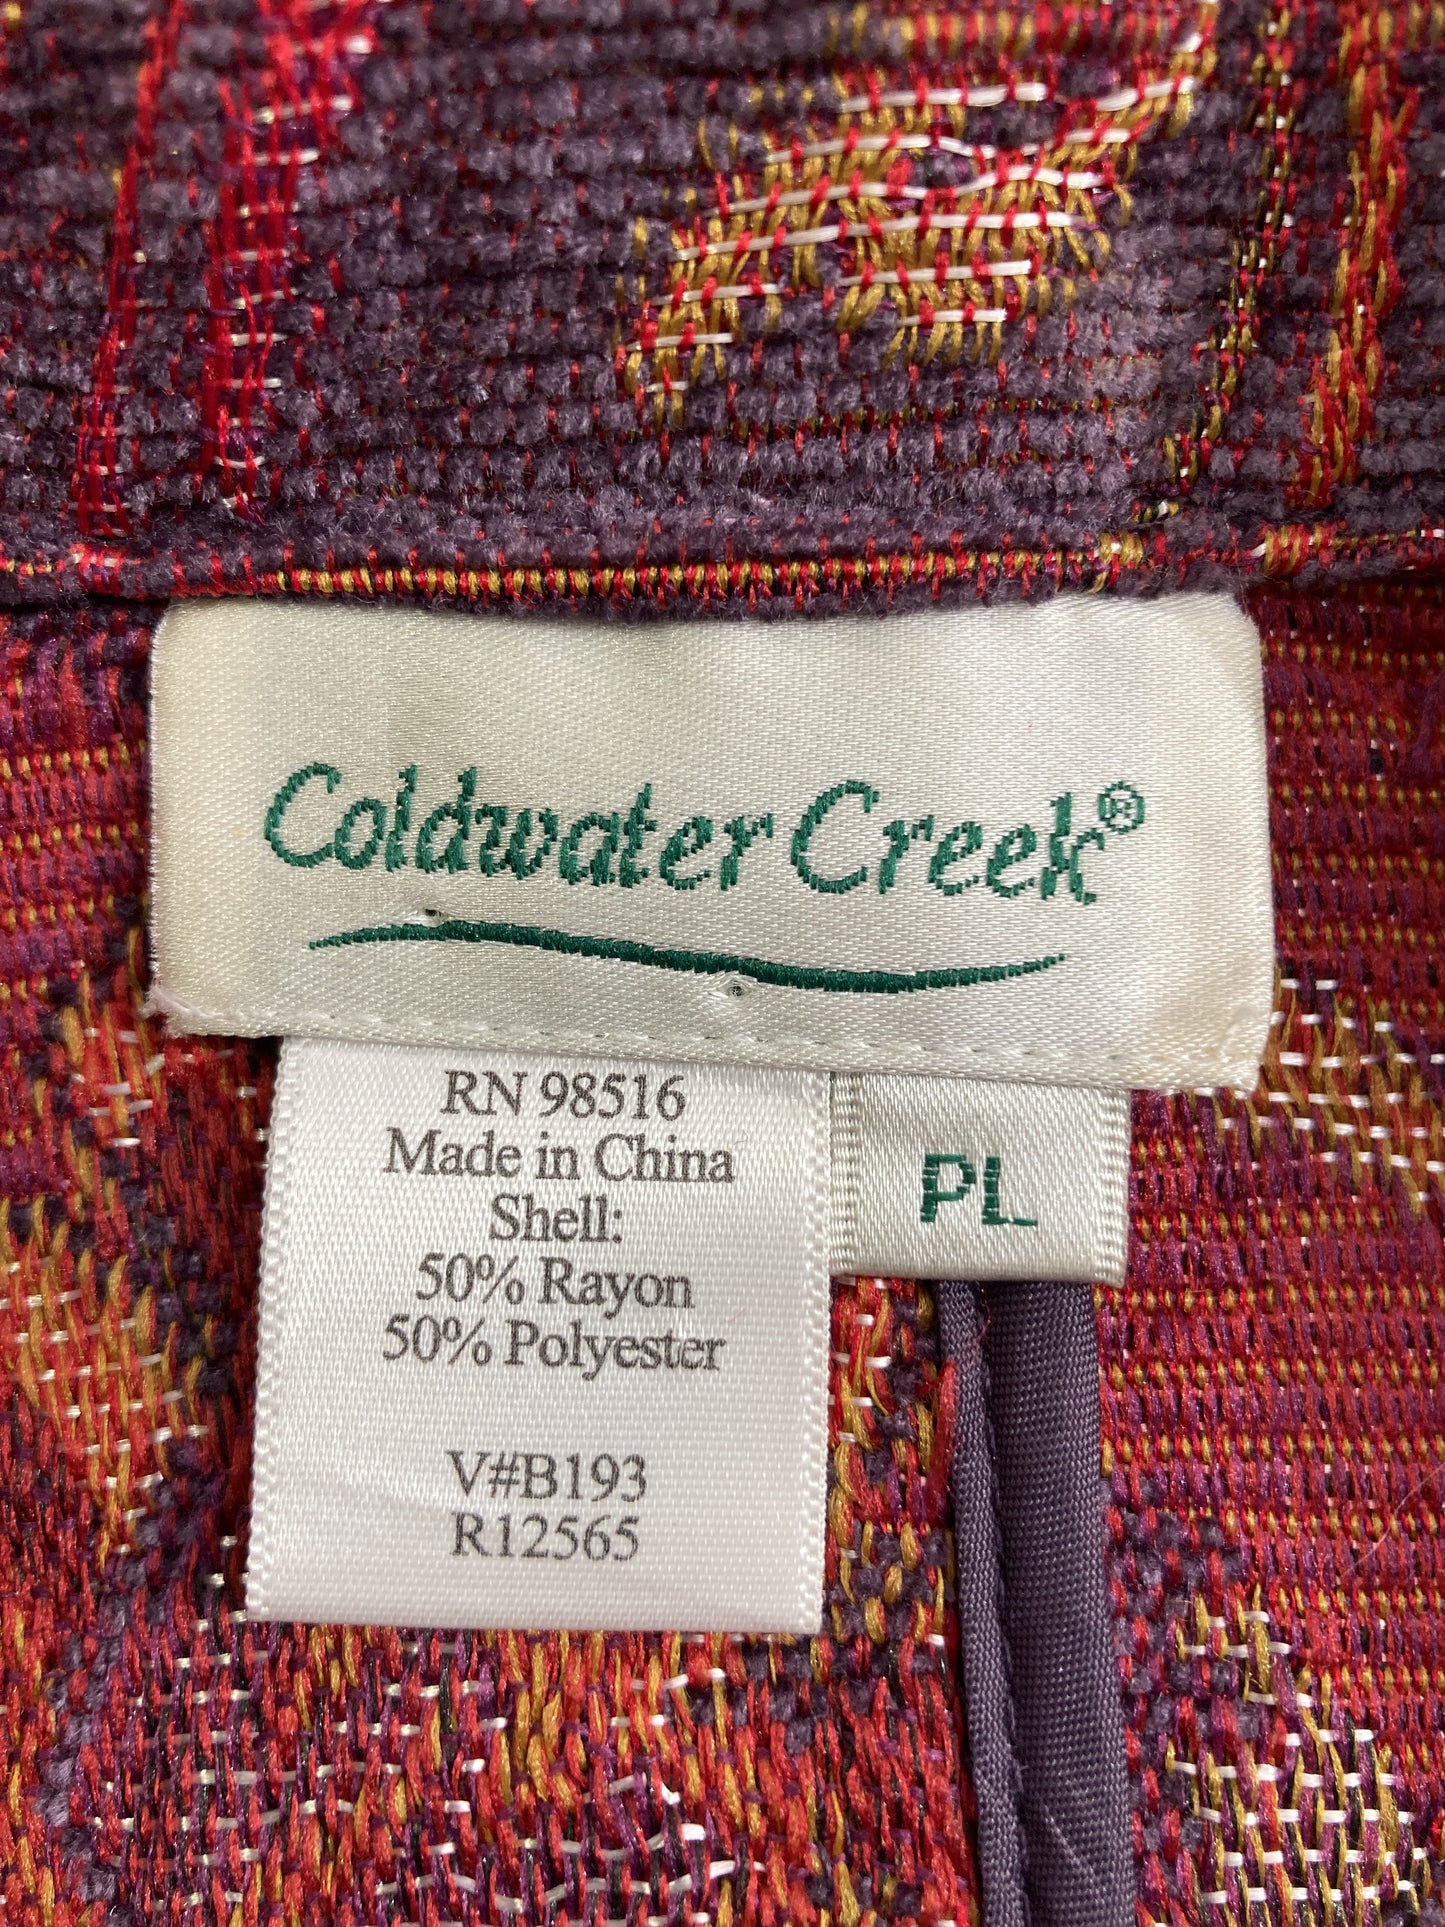 Coldwater Creek®
RN 98516
Made in China
Shell:
50% Rayon
50% Polyester
V#B193
R12565
PL